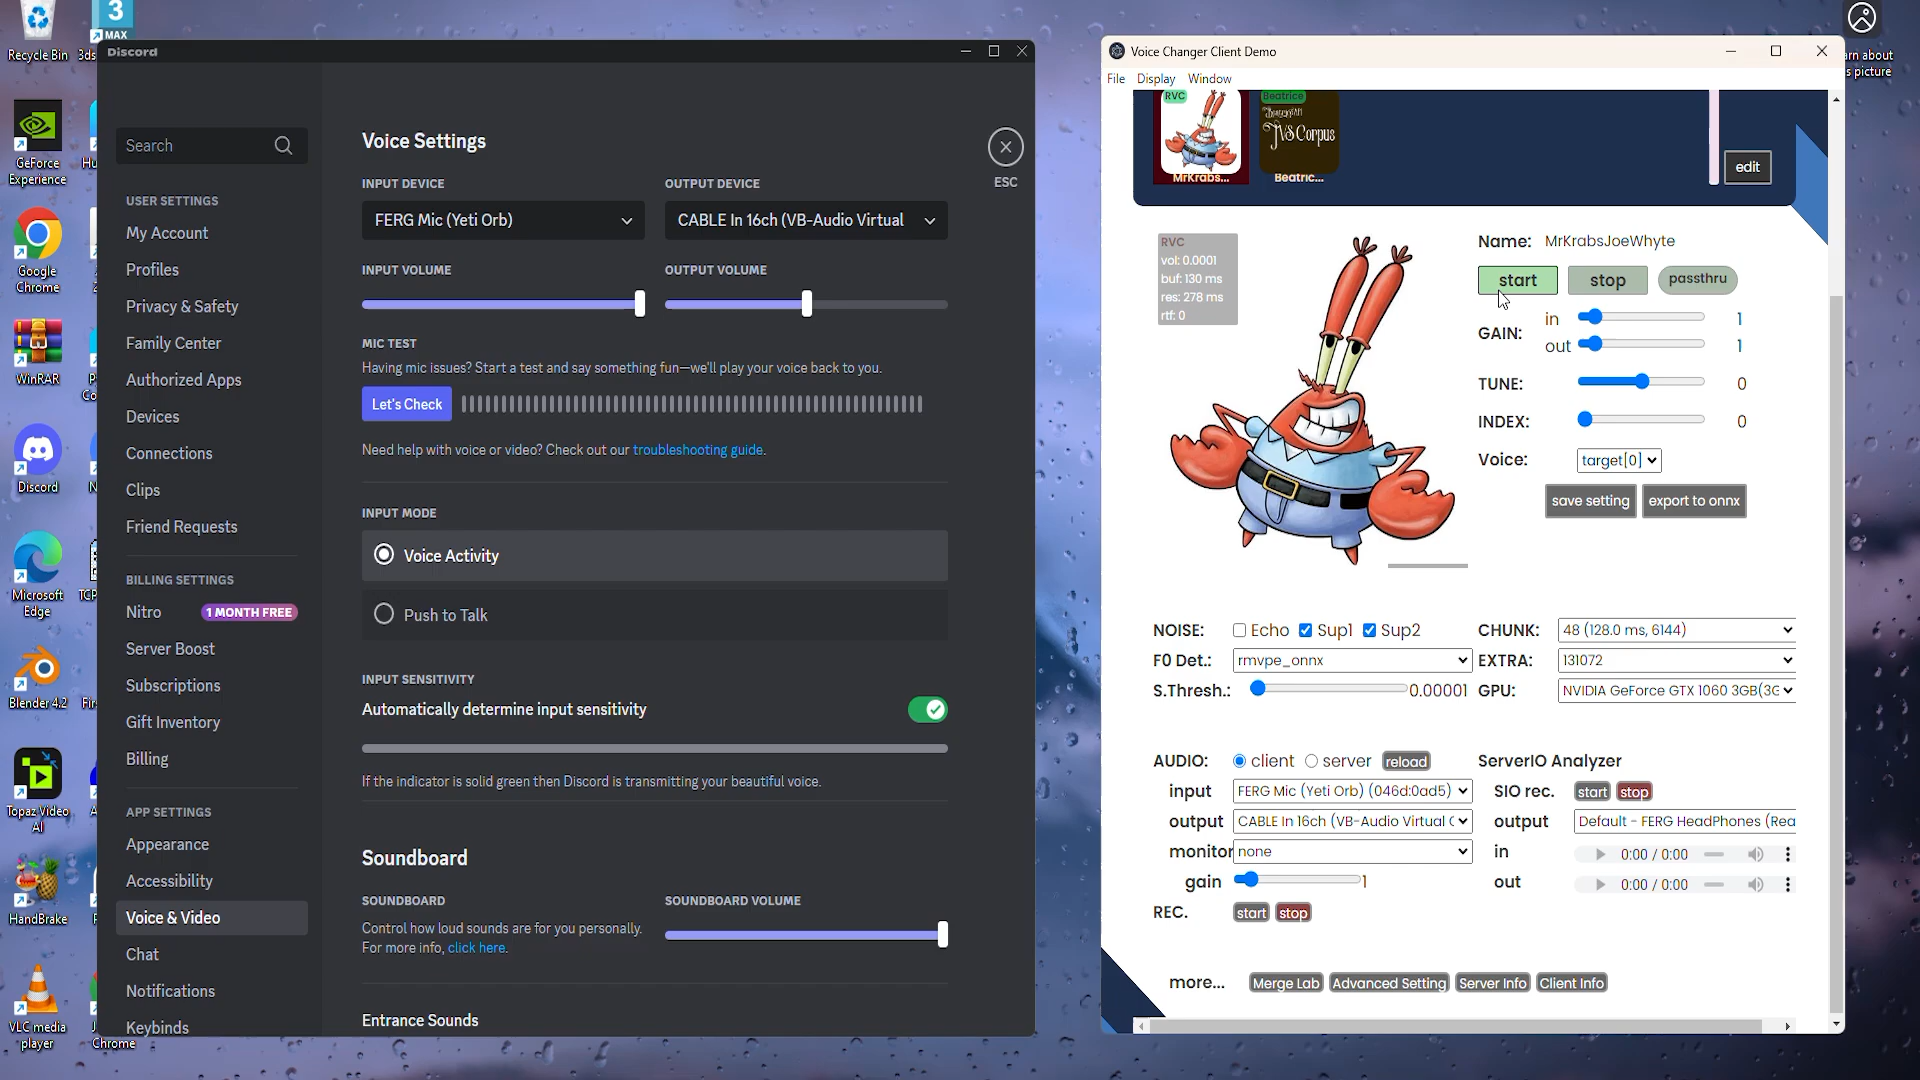 Recycle Bin
3ds
3
MAX
GeForce
Experience
Hu
Google
Chrome
WinRAR
Discord
Microsoft
Edge
TCP
Blender 4.2
Fir
Topaz Video
AI
HandBrake
VLC media
player
Chrome
arn about
s picture
Discord
Search
USER SETTINGS
My Account
Profiles
Privacy & Safety
Family Center
Authorized Apps
Devices
Connections
Clips
Friend Requests
BILLING SETTINGS
Nitro
1 MONTH FREE
Server Boost
Subscriptions
Gift Inventory
Billing
APP SETTINGS
Appearance
Accessibility
Voice & Video
Chat
Notifications
Keybinds
Voice Settings
ESC
INPUT DEVICE
OUTPUT DEVICE
FERG Mic (Yeti Orb)
CABLE In 16ch (VB-Audio Virtual
INPUT VOLUME
OUTPUT VOLUME
MIC TEST
Having mic issues? Start a test and say something fun—we'll play your voice back to you.
Let's Check
Need help with voice or video? Check out our troubleshooting guide.
INPUT MODE
Voice Activity
Push to Talk
INPUT SENSITIVITY
Automatically determine input sensitivity
If the indicator is solid green then Discord is transmitting your beautiful voice.
Soundboard
SOUNDBOARD
SOUNDBOARD VOLUME
Control how loud sounds are for you personally.
For more info, click here.
Entrance Sounds
Voice Changer Client Demo
File Display Window
RVC
MrKrabs...
Beatrice
JVS Corpus
Beatric...
edit
RVC
vol: 0.0001
buf: 130 ms
res: 278 ms
rtf: 0
Name: MrKrabsJoeWhyte
start stop passthru
GAIN: in 1
out 1
TUNE: 0
INDEX: 0
Voice: target[0]
save setting export to onnx
NOISE: Echo Sup1 Sup2
CHUNK: 48 (128.0 ms, 6144)
F0 Det.: rmvpe_onnx
EXTRA: 131072
S.Thresh.: 0.00001
GPU: NVIDIA GeForce GTX 1060 3GB(3G
AUDIO: client server reload
ServerIO Analyzer
input FERG Mic (Yeti Orb) (046d:0ad5)
SIO rec. start stop
output CABLE In 16ch (VB-Audio Virtual C
output Default - FERG HeadPhones (Rea
monitor none
in 0:00 / 0:00
gain 1
out 0:00 / 0:00
REC. start stop
more... Merge Lab Advanced Setting Server Info Client Info